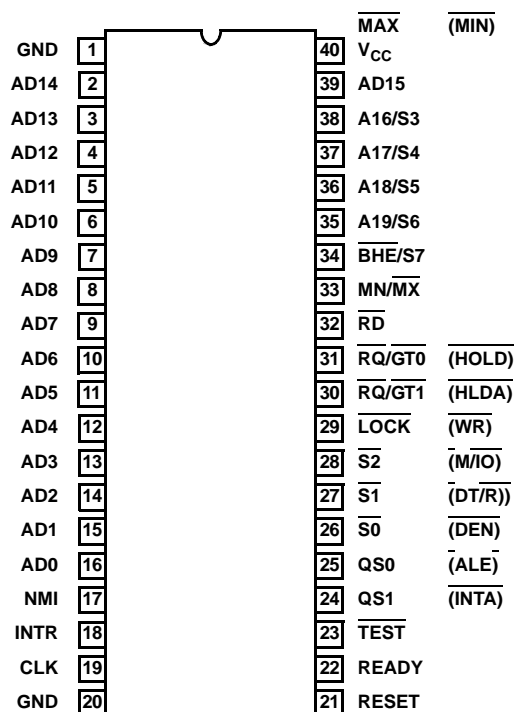 MAX (MIN)
GND 1 40 VCC
AD14 2 39 AD15
AD13 3 38 A16/S3
AD12 4 37 A17/S4
AD11 5 36 A18/S5
AD10 6 35 A19/S6
AD9 7 34 BHE/S7
AD8 8 33 MN/MX
AD7 9 32 RD
AD6 10 31 RQ/GT0 (HOLD)
AD5 11 30 RQ/GT1 (HLDA)
AD4 12 29 LOCK (WR)
AD3 13 28 S2 (M/IO)
AD2 14 27 S1 (DT/R))
AD1 15 26 S0 (DEN)
AD0 16 25 QS0 (ALE)
NMI 17 24 QS1 (INTA)
INTR 18 23 TEST
CLK 19 22 READY
GND 20 21 RESET